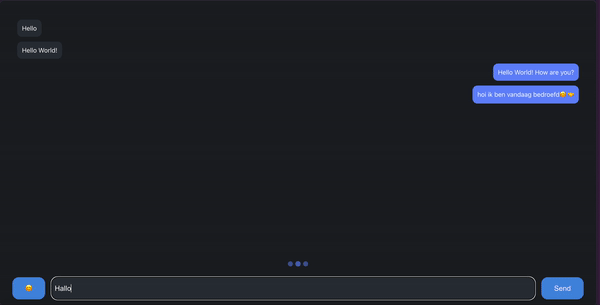 Hello
Hello World!
Hello World! How are you?
hoi ik ben vandaag bedroefd
Hallo
Send